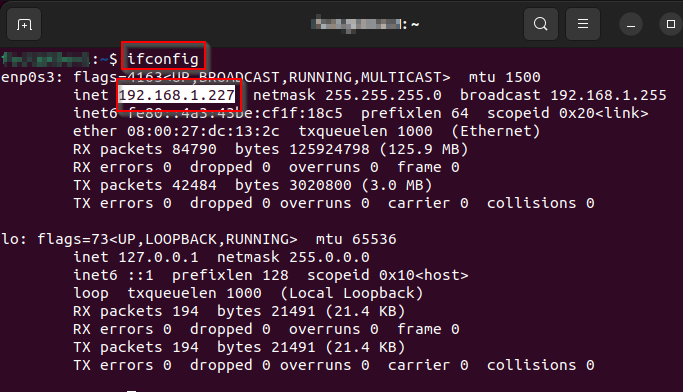 :~
:~$ ifconfig
enp0s3: flags=4163<UP,BROADCAST,RUNNING,MULTICAST>  mtu 1500
inet 192.168.1.227  netmask 255.255.255.0  broadcast 192.168.1.255
inet6 fe80::4a3:43be:cf1f:18c5  prefixlen 64  scopeid 0x20<link>
ether 08:00:27:dc:13:2c  txqueuelen 1000  (Ethernet)
RX packets 84790  bytes 125924798 (125.9 MB)
RX errors 0  dropped 0  overruns 0  frame 0
TX packets 42484  bytes 3020800 (3.0 MB)
TX errors 0  dropped 0 overruns 0  carrier 0  collisions 0
lo: flags=73<UP,LOOPBACK,RUNNING>  mtu 65536
inet 127.0.0.1  netmask 255.0.0.0
inet6 ::1  prefixlen 128  scopeid 0x10<host>
loop  txqueuelen 1000  (Local Loopback)
RX packets 194  bytes 21491 (21.4 KB)
RX errors 0  dropped 0  overruns 0  frame 0
TX packets 194  bytes 21491 (21.4 KB)
TX errors 0  dropped 0 overruns 0  carrier 0  collisions 0